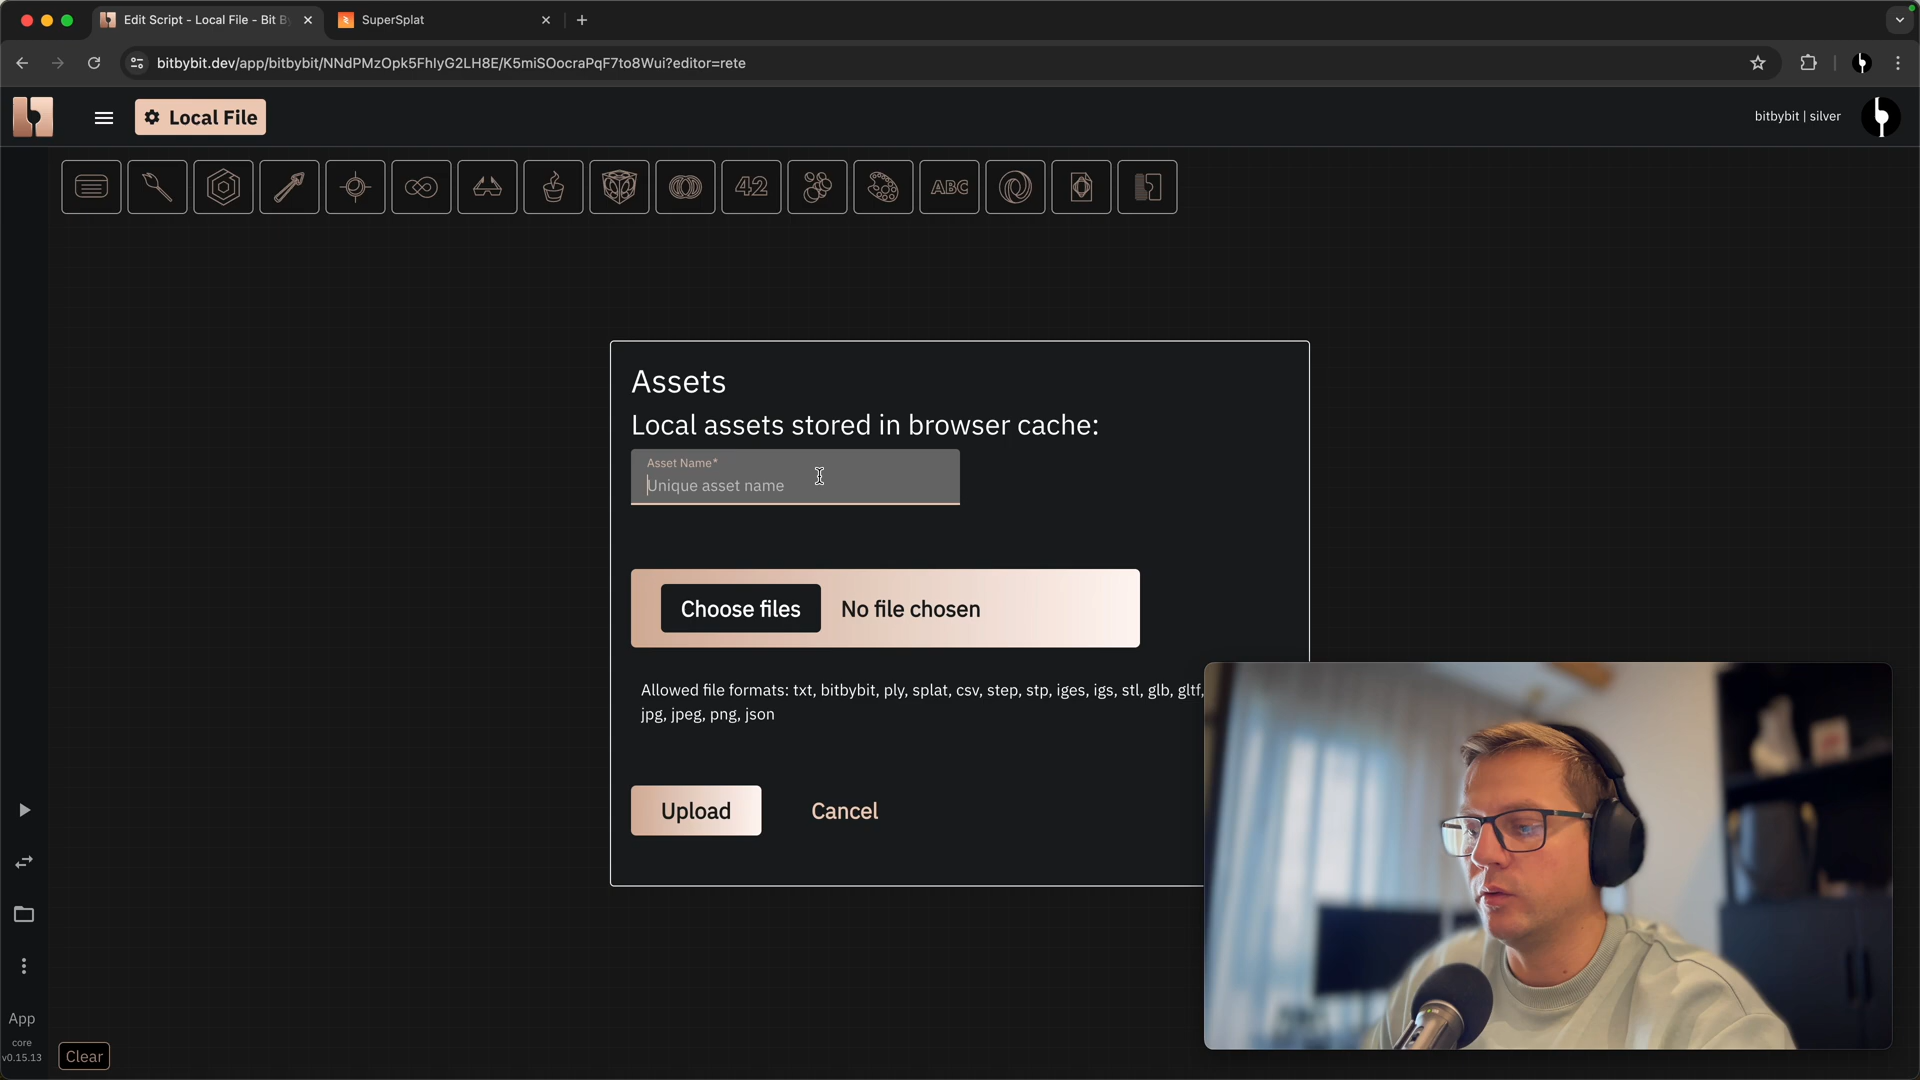 Edit Script - Local File - Bit B
SuperSplat
bitbybit.dev/app/bitbybit/NNdPMzOpk5FhlyG2LH8E/K5miSOocraPqF7to8Wui?editor=rete
Local File
bitbybit | silver
42
ABC
Assets
Local assets stored in browser cache:
Asset Name*
Unique asset name
Choose files
No file chosen
Allowed file formats: txt, bitbybit, ply, splat, csv, step, stp, iges, igs, stl, glb, gltf,
jpg, jpeg, png, json
Upload
Cancel
App
core
v0.15.13
Clear